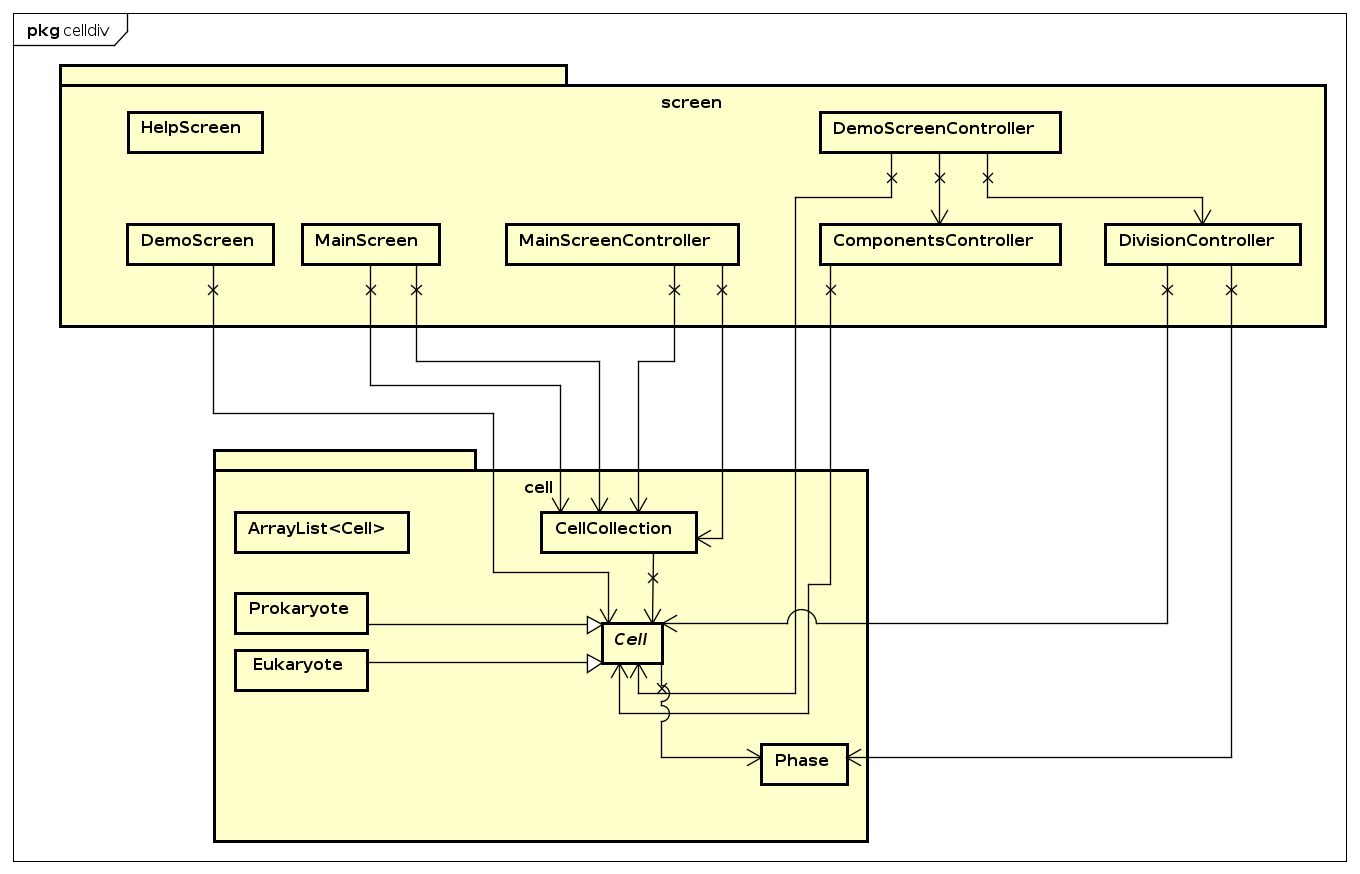 pkg celldiv
screen
HelpScreen
DemoScreenController
DemoScreen
MainScreen
MainScreenController
ComponentsController
DivisionController
cell
ArrayList<Cell>
CellCollection
Prokaryote
Cell
Eukaryote
Phase